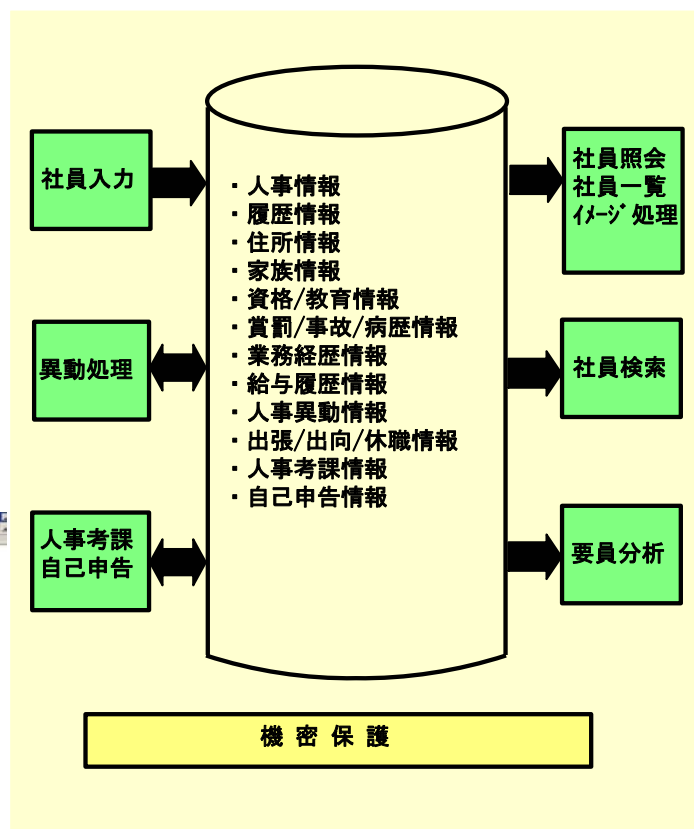 社員入力
異動処理
人事考課
自己申告
・人事情報
・履歴情報
・住所情報
・家族情報
・資格/教育情報
・賞罰/事故/病歴情報
・業務経歴情報
・給与履歴情報
・人事異動情報
・出張/出向/休職情報
・人事考課情報
・自己申告情報
社員照会
社員一覧
ｲﾒｰｼﾞ処理
社員検索
要員分析
機 密 保 護